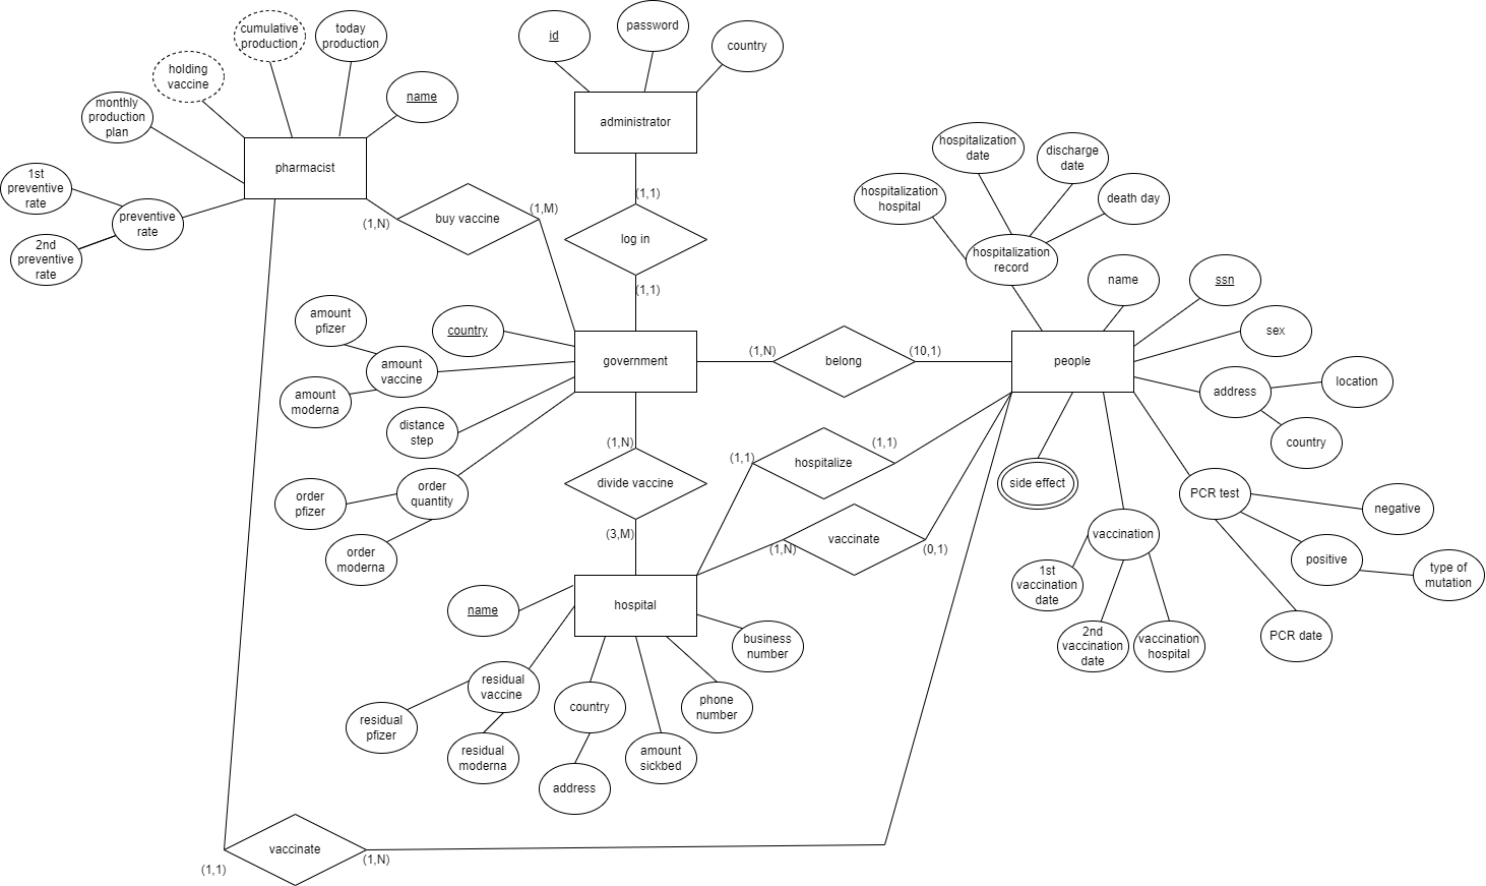 cumulative
production
today
production
id
password
country
holding
vaccine
name
monthly
production
plan
administrator
pharmacist
hospitalization
date
discharge
date
1st
preventive
rate
hospitalization
hospital
death day
(1,1)
preventive
rate
(1,N)
buy vaccine
(1,M)
log in
2nd
preventive
rate
hospitalization
record
(1,1)
name
ssn
amount
pfizer
country
sex
government
(1,N)
belong
(10,1)
people
amount
vaccine
address
location
amount
moderna
distance
step
country
(1,N)
(1,1)
hospitalize
(1,1)
divide vaccine
side effect
order
quantity
order
pfizer
PCR test
negative
(3,M)
vaccinate
(1,N)
(0,1)
vaccination
order
moderna
positive
type of
mutation
1st
vaccination
date
name
hospital
business
number
2nd
vaccination
date
vaccination
hospital
PCR date
residual
vaccine
country
phone
number
residual
pfizer
residual
moderna
amount
sickbed
address
vaccinate
(1,1)
(1,N)